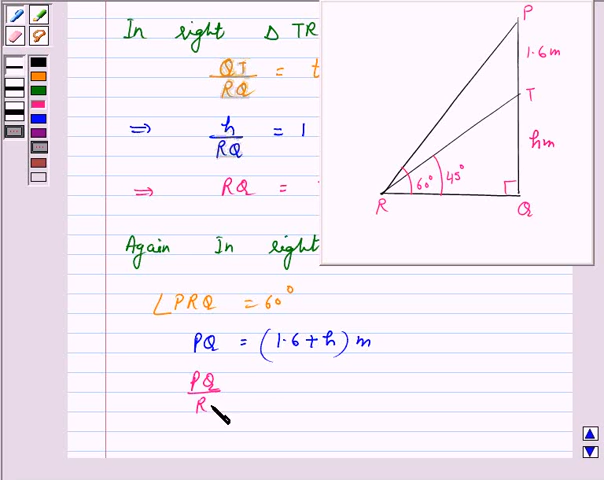 In right Δ TR
QT
RQ = t
⇒ h
RQ = 1
⇒ RQ =
Again In right
∠PRQ = 60°
PQ = (1.6 + h) m
PQ
R
P
1.6 m
T
hm
60° 45°
R
Q